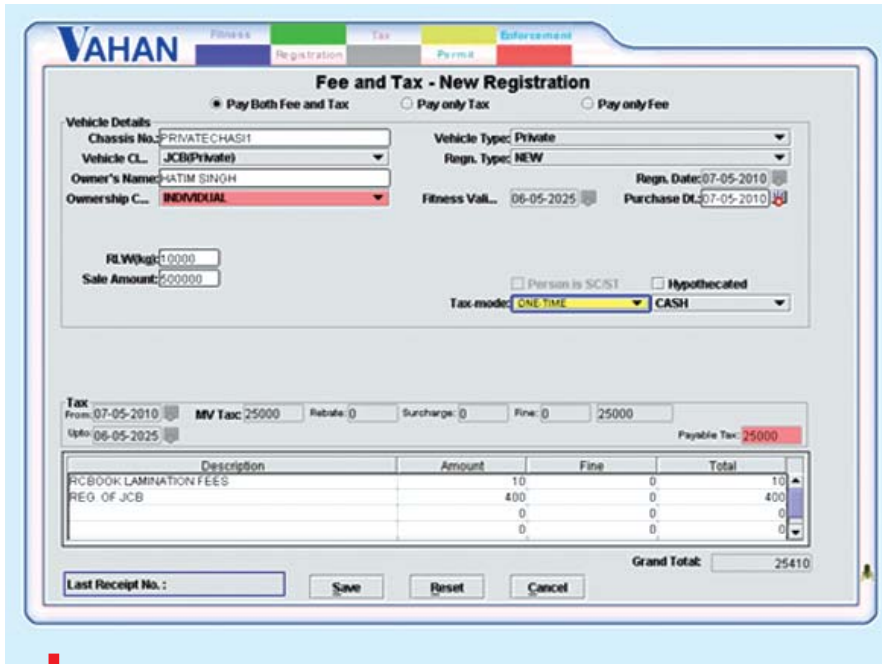 VAHAN
Fitness Tax Enforcement
Registration Permit
Fee and Tax - New Registration
Pay Both Fee and Tax Pay only Tax Pay only Fee
Vehicle Details
Chassis No.: PRIVATECHASI1 Vehicle Type: Private
Vehicle CL... JCB(Private) Regn. Type: NEW
Owner's Name: HATIM SINGH Regn. Date: 07-05-2010
Ownership C... INDIVIDUAL Fitness Vali... 06-05-2025 Purchase Dt.: 07-05-2010
RLW(kg): 10000
Sale Amount: 500000
Person is SC/ST Hypothecated
Tax-mode: ONE-TIME CASH
Tax
From: 07-05-2010 MV Tax: 25000 Rebate: 0 Surcharge: 0 Fine: 0 25000
Upto: 06-05-2025 Payable Tax: 25000
Description Amount Fine Total
RCBOOK LAMINATION FEES 10 0 10
REG. OF JCB 400 0 400
0 0 0
0 0 0
Grand Total: 25410
Last Receipt No. : Save Reset Cancel